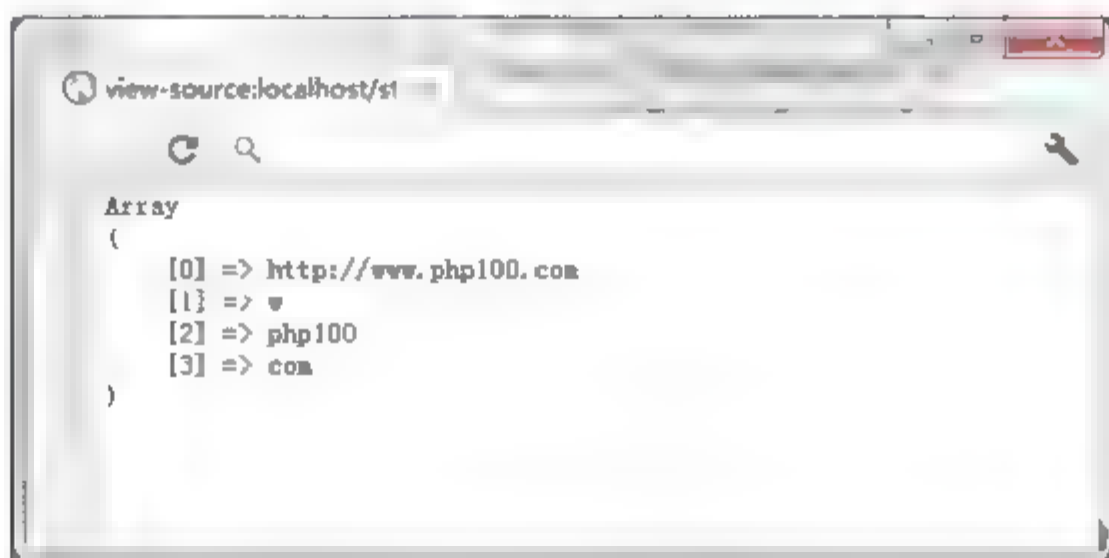 view-source:localhost/st
Array
(
[0] => http://www.php100.com
[1] => w
[2] => php100
[3] => com
)